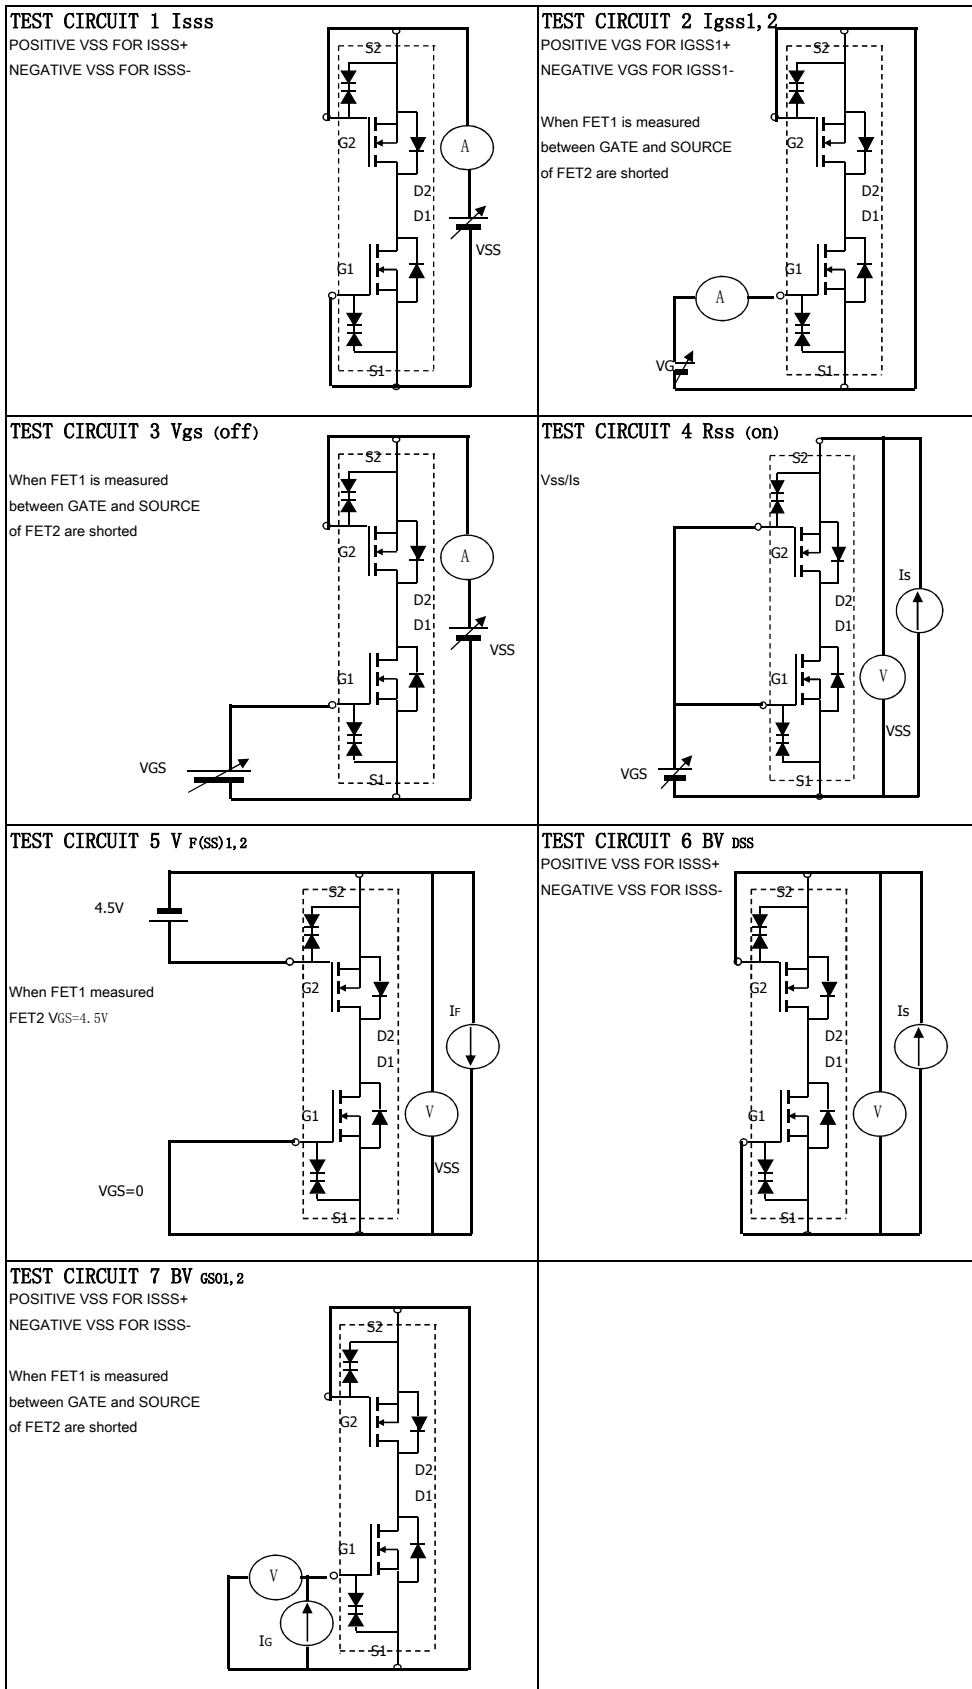 TEST CIRCUIT 1 Isss
POSITIVE VSS FOR ISSS+
NEGATIVE VSS FOR ISSS-
S2
G2
A
D2
D1
VSS
G1
S1
TEST CIRCUIT 2 Igss1,2
POSITIVE VGS FOR IGSS1+
NEGATIVE VGS FOR IGSS1-
When FET1 is measured
between GATE and SOURCE
of FET2 are shorted
S2
G2
D2
D1
G1
A
VG
S1
TEST CIRCUIT 3 Vgs (off)
When FET1 is measured
between GATE and SOURCE
of FET2 are shorted
S2
G2
A
D2
D1
VSS
G1
VGS
S1
TEST CIRCUIT 4 Rss (on)
Vss/Is
S2
G2
Is
D2
D1
G1
V
VSS
VGS
S1
TEST CIRCUIT 5 V F(SS)1,2
4.5V
When FET1 measured
FET2 VGS=4.5V
S2
G2
IF
D2
D1
G1
V
VSS
VGS=0
S1
TEST CIRCUIT 6 BV DSS
POSITIVE VSS FOR ISSS+
NEGATIVE VSS FOR ISSS-
S2
G2
Is
D2
D1
G1
V
S1
TEST CIRCUIT 7 BV GSO1,2
POSITIVE VSS FOR ISSS+
NEGATIVE VSS FOR ISSS-
When FET1 is measured
between GATE and SOURCE
of FET2 are shorted
S2
G2
D2
D1
G1
V
IG
S1